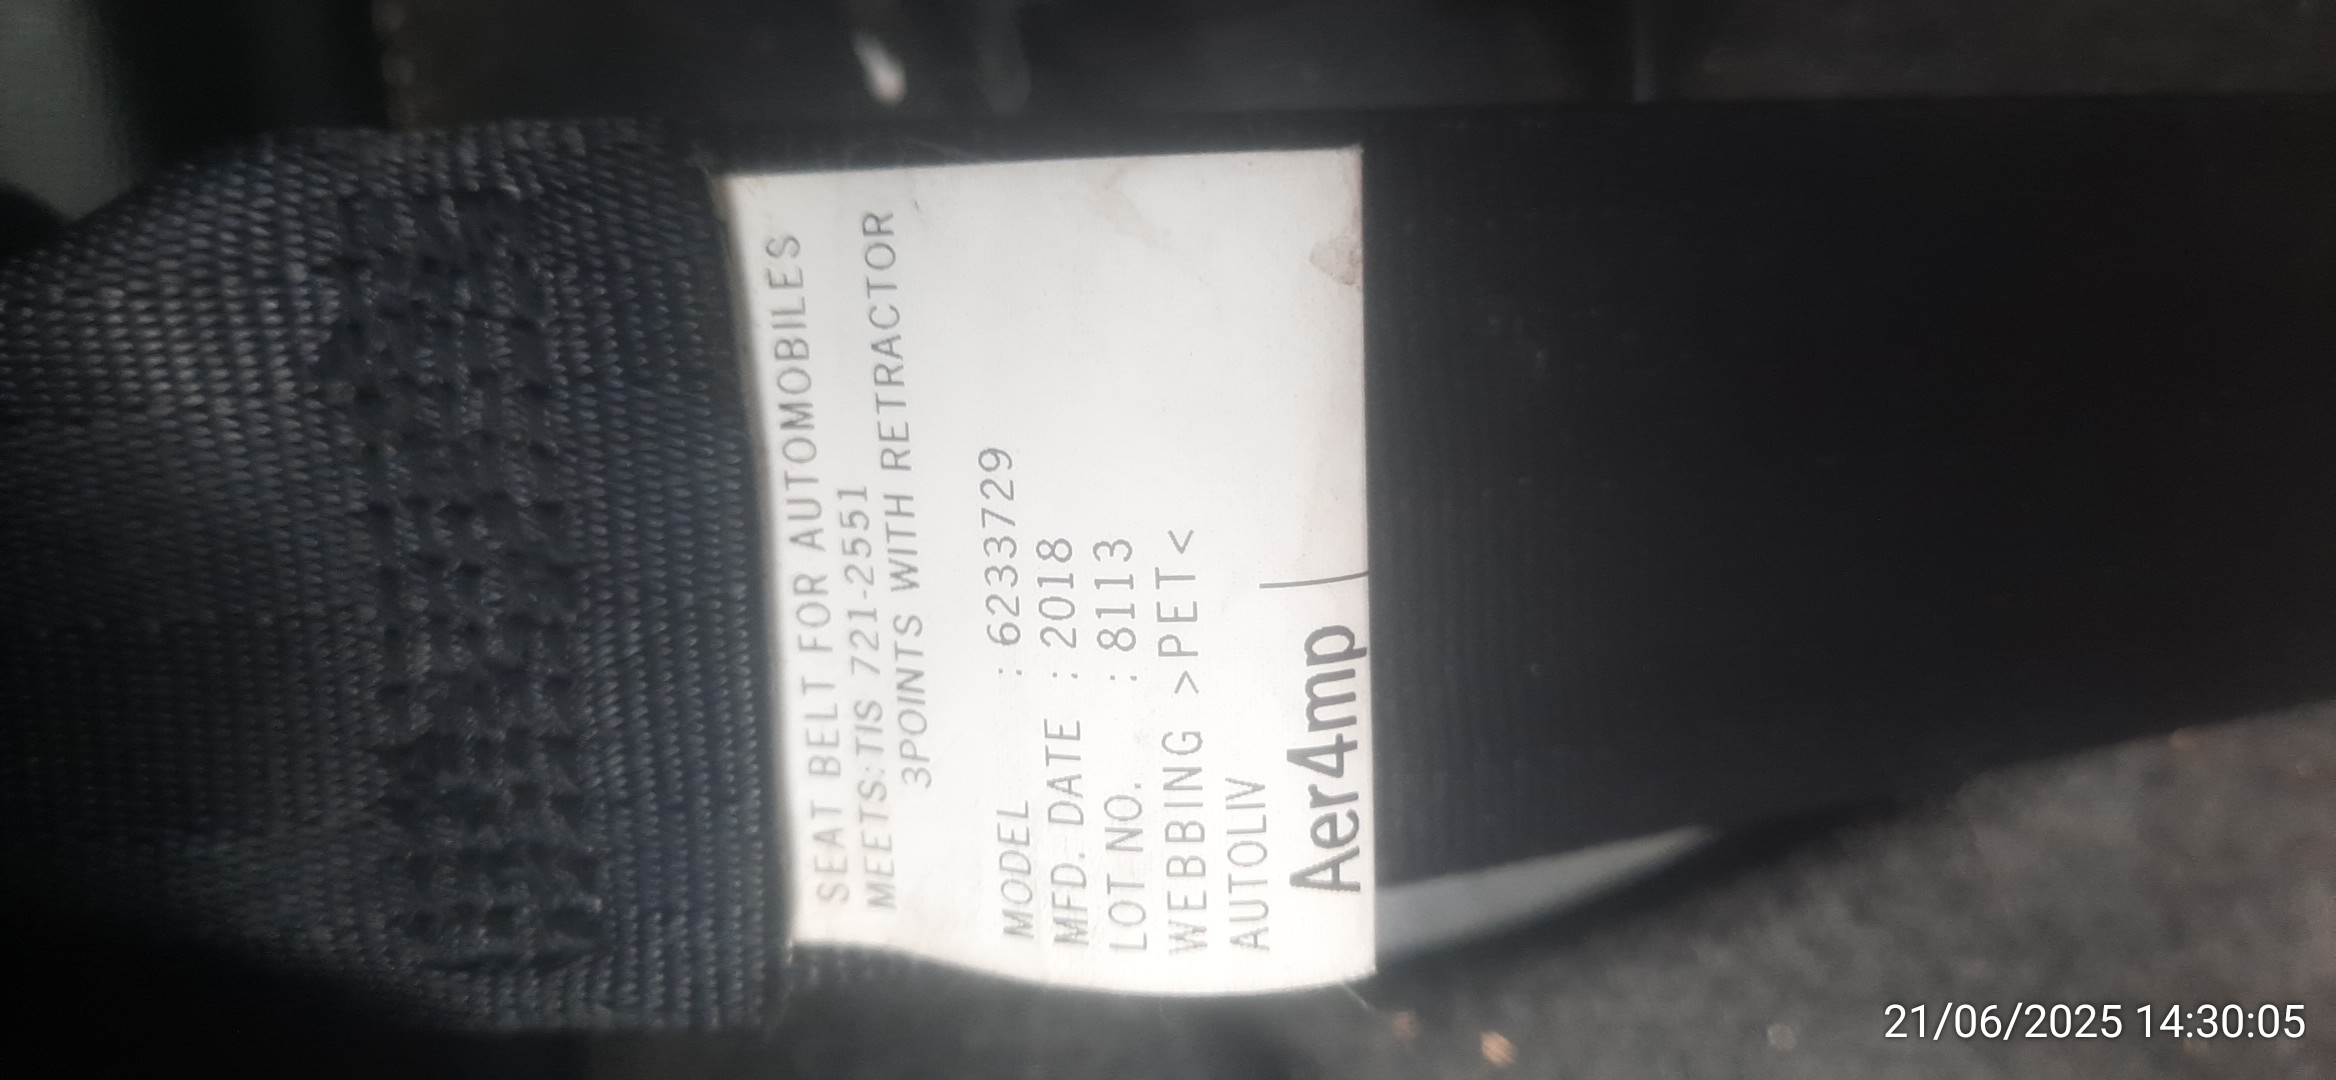 SEAT BELT FOR AUTOMOBILES
MEETS:TIS 721-2551
3POINTS WITH RETRACTOR
MODEL : 6233729
MFD. DATE : 2018
LOT NO. : 8113
WEBBING >PET<
AUTOLIV
Aer4mp
21/06/2025 14:30:05